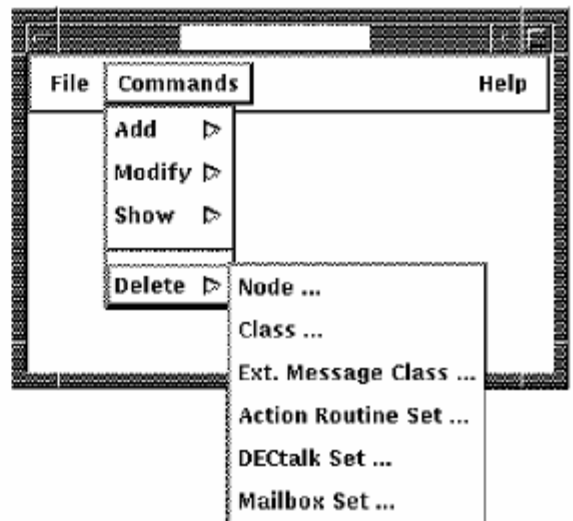 File Commands Help
Add
Modify
Show
Delete
Node ...
Class ...
Ext. Message Class ...
Action Routine Set ...
DECtalk Set ...
Mailbox Set ...